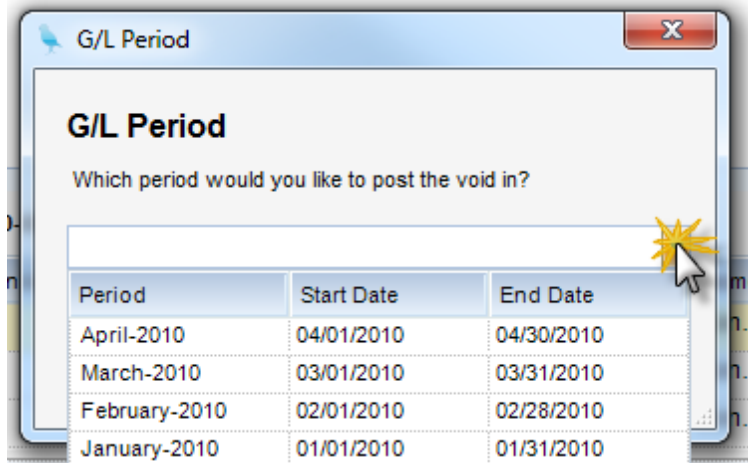 G/L Period
G/L Period
Which period would you like to post the void in?
Period Start Date End Date
April-2010 04/01/2010 04/30/2010
March-2010 03/01/2010 03/31/2010
February-2010 02/01/2010 02/28/2010
January-2010 01/01/2010 01/31/2010